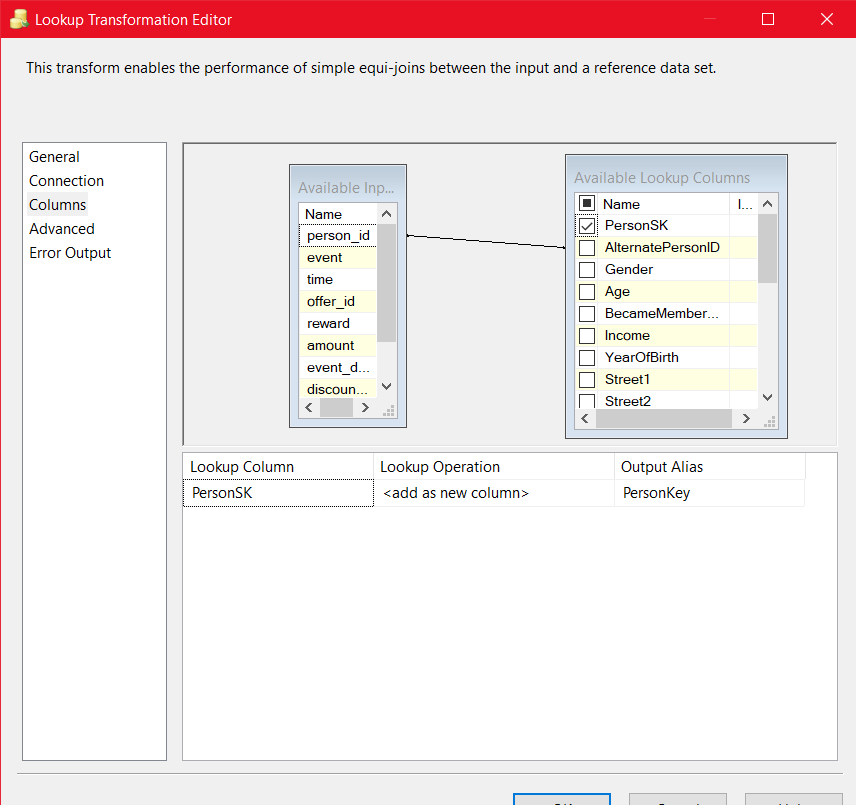 Lookup Transformation Editor
This transform enables the performance of simple equi-joins between the input and a reference data set.
General
Connection
Columns
Advanced
Error Output
Available Inp...
Name
person_id
event
time
offer_id
reward
amount
event_d...
discoun...
Available Lookup Columns
Name I...
PersonSK
AlternatePersonID
Gender
Age
BecameMember...
Income
YearOfBirth
Street1
Street2
Lookup Column Lookup Operation Output Alias
PersonSK <add as new column> PersonKey